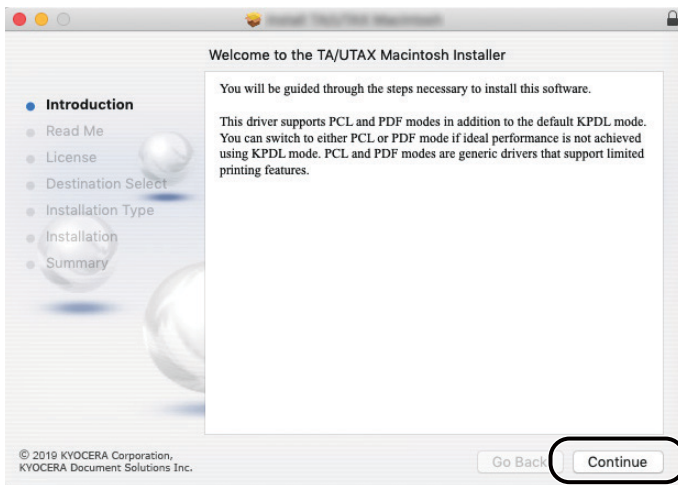 Install TA/UTAX Macintosh
Welcome to the TA/UTAX Macintosh Installer
You will be guided through the steps necessary to install this software.
This driver supports PCL and PDF modes in addition to the default KPDL mode.
You can switch to either PCL or PDF mode if ideal performance is not achieved
using KPDL mode. PCL and PDF modes are generic drivers that support limited
printing features.
Introduction
Read Me
License
Destination Select
Installation Type
Installation
Summary
© 2019 KYOCERA Corporation,
KYOCERA Document Solutions Inc.
Go Back
Continue